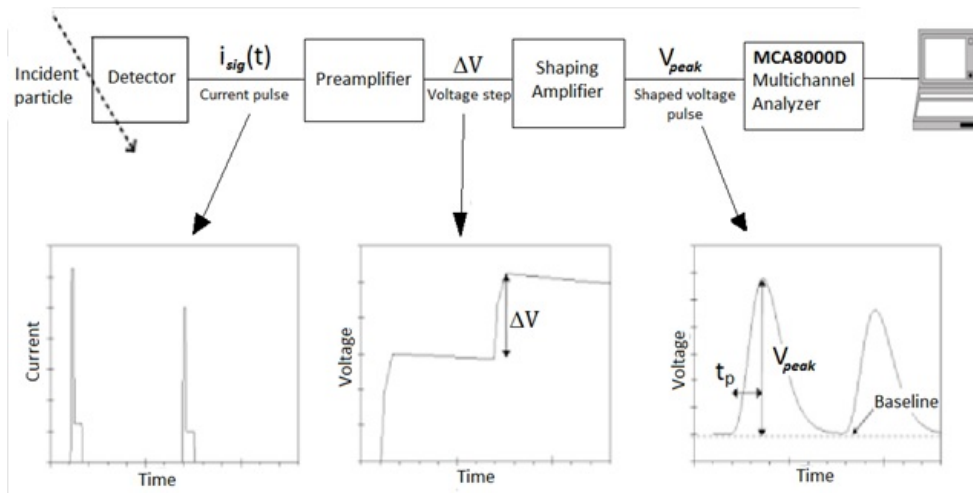 Incident
particle
Detector
i_sig(t)
Current pulse
Preamplifier
ΔV
Voltage step
Shaping
Amplifier
V_peak
Shaped voltage
pulse
MCA8000D
Multichannel
Analyzer
Current
Time
Voltage
ΔV
Time
Voltage
t_p
V_peak
Baseline
Time